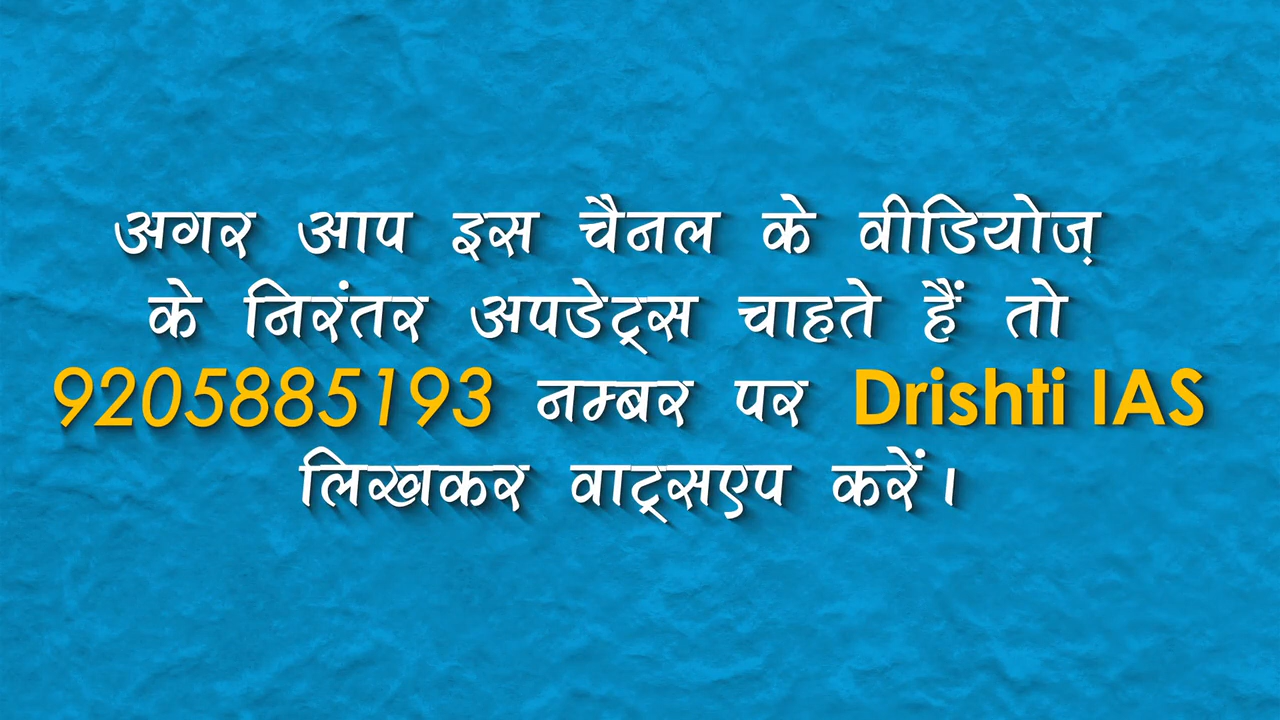 अगर आप इस चैनल के वीडियोज़
के निरंतर अपडेट्स चाहते हैं तो
9205885193 नम्बर पर Drishti IAS
लिखकर वाट्सएप करें।